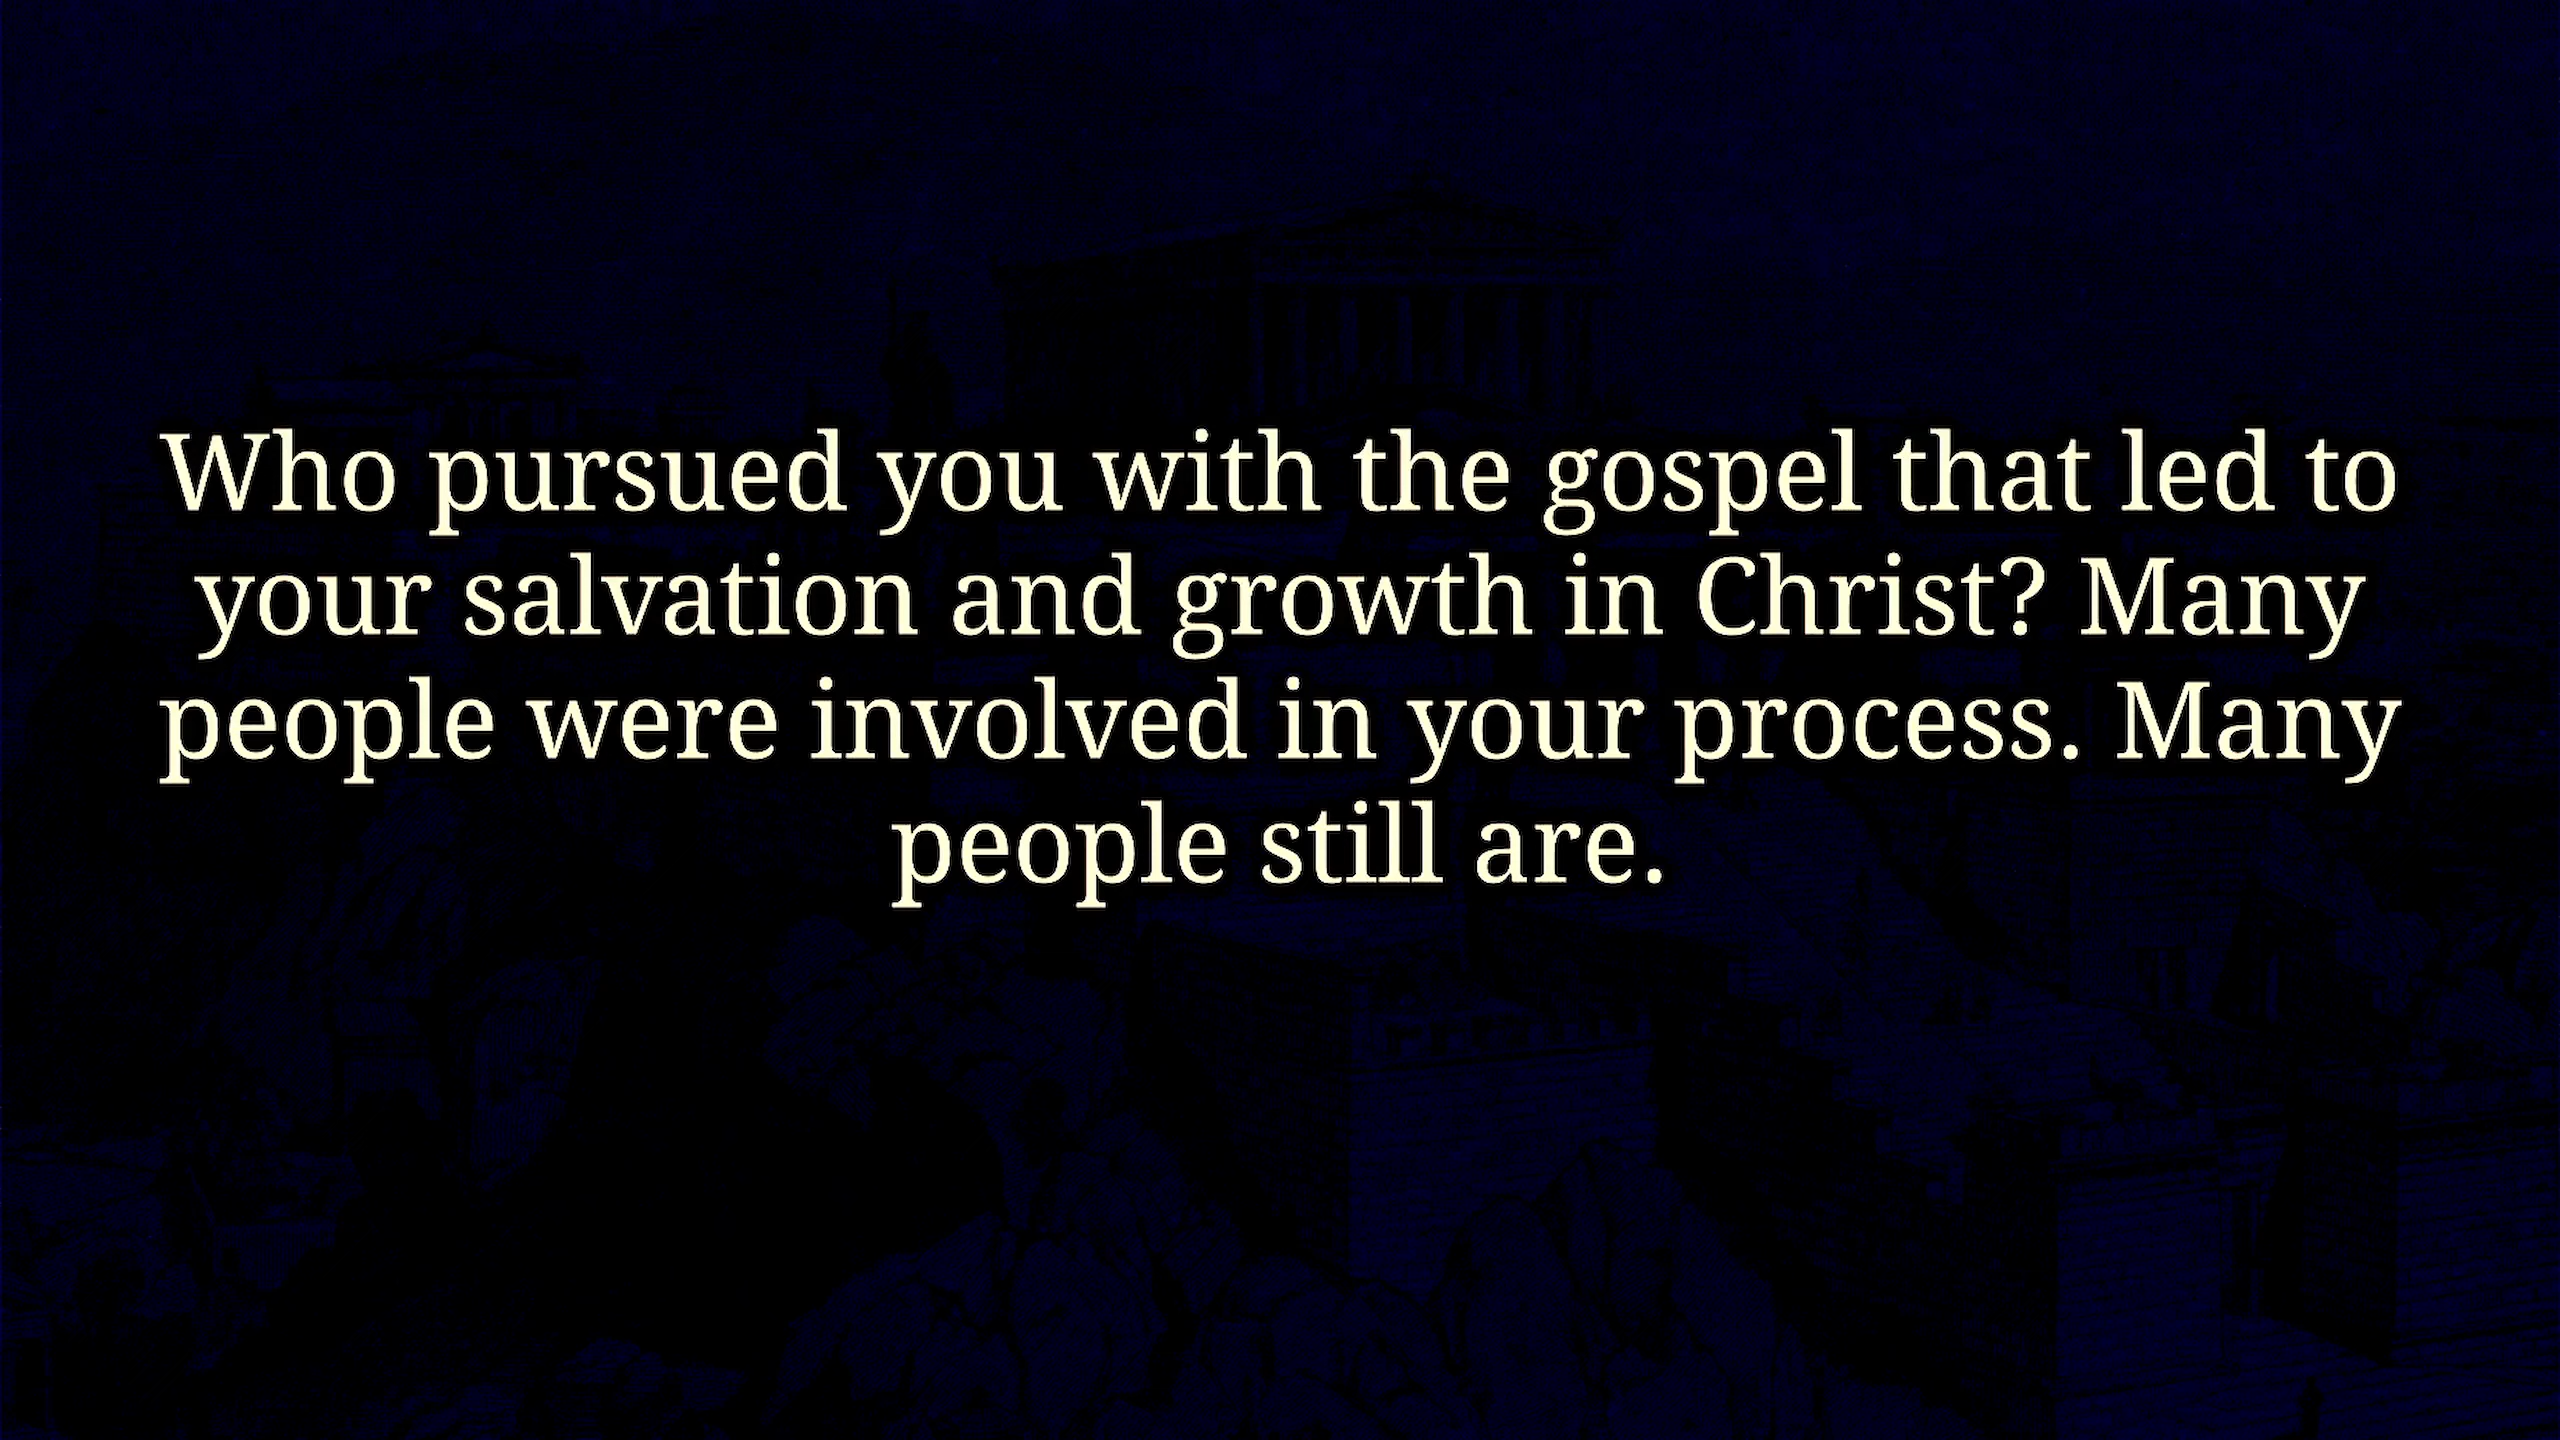 Who pursued you with the gospel that led to
your salvation and growth in Christ? Many
people were involved in your process. Many
people still are.